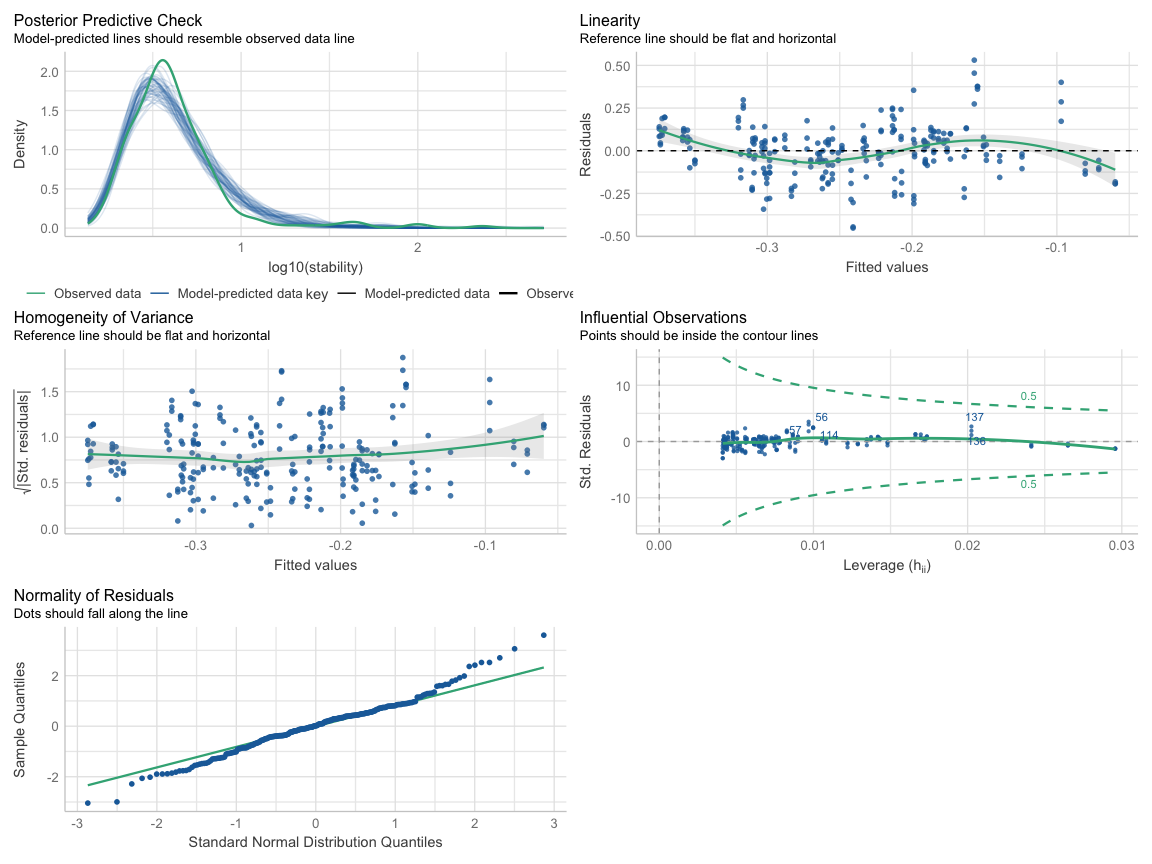 Posterior Predictive Check
Model-predicted lines should resemble observed data line
Density
2.0
1.5
1.0
0.5
0.0
1
2
log10(stability)
Observed data
Model-predicted data
key
Model-predicted data
Observe
Linearity
Reference line should be flat and horizontal
Residuals
0.50
0.25
0.00
-0.25
-0.50
-0.3
-0.2
-0.1
Fitted values
Homogeneity of Variance
Reference line should be flat and horizontal
√|Std. residuals|
1.5
1.0
0.5
0.0
-0.3
-0.2
-0.1
Fitted values
Influential Observations
Points should be inside the contour lines
Std. Residuals
10
0
-10
0.5
56
137
57
114
136
0.5
0.00
0.01
0.02
0.03
Leverage (hii)
Normality of Residuals
Dots should fall along the line
Sample Quantiles
2
0
-2
-3
-2
-1
0
1
2
3
Standard Normal Distribution Quantiles